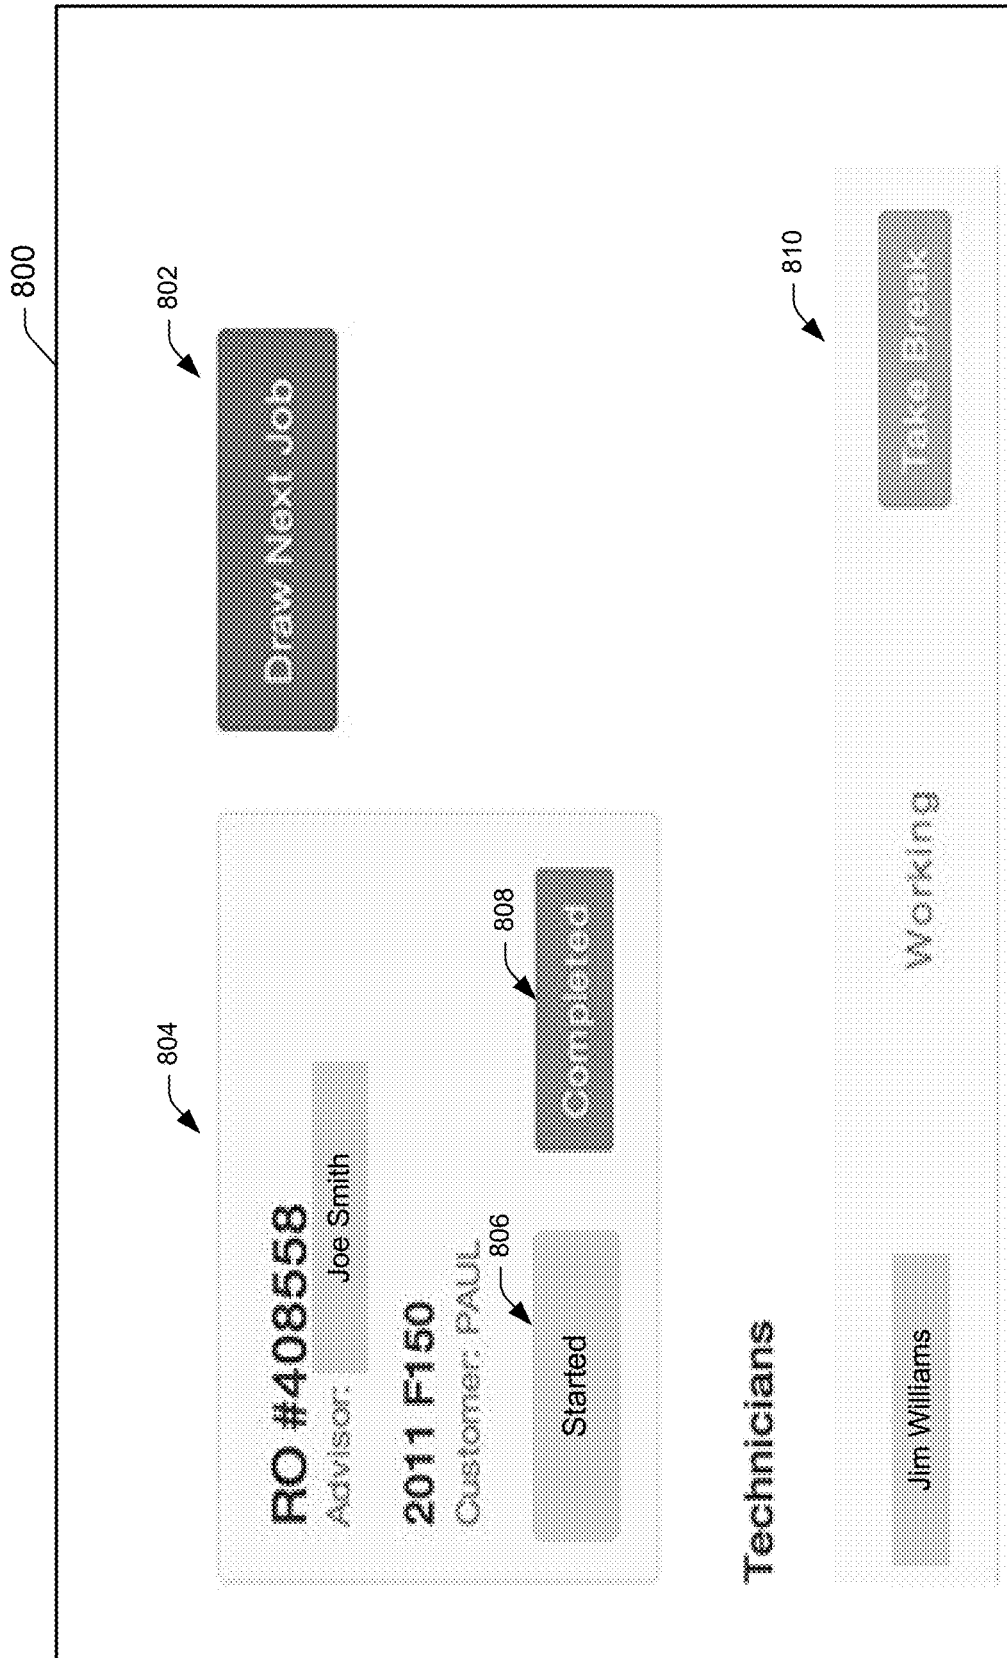 800
802
Draw Next Job
804
RO #408558
Advisor: Joe Smith
2011 F150
Customer: PAUL
806
Started
808
Completed
Technicians
810
Jim Williams
Working
Take Break